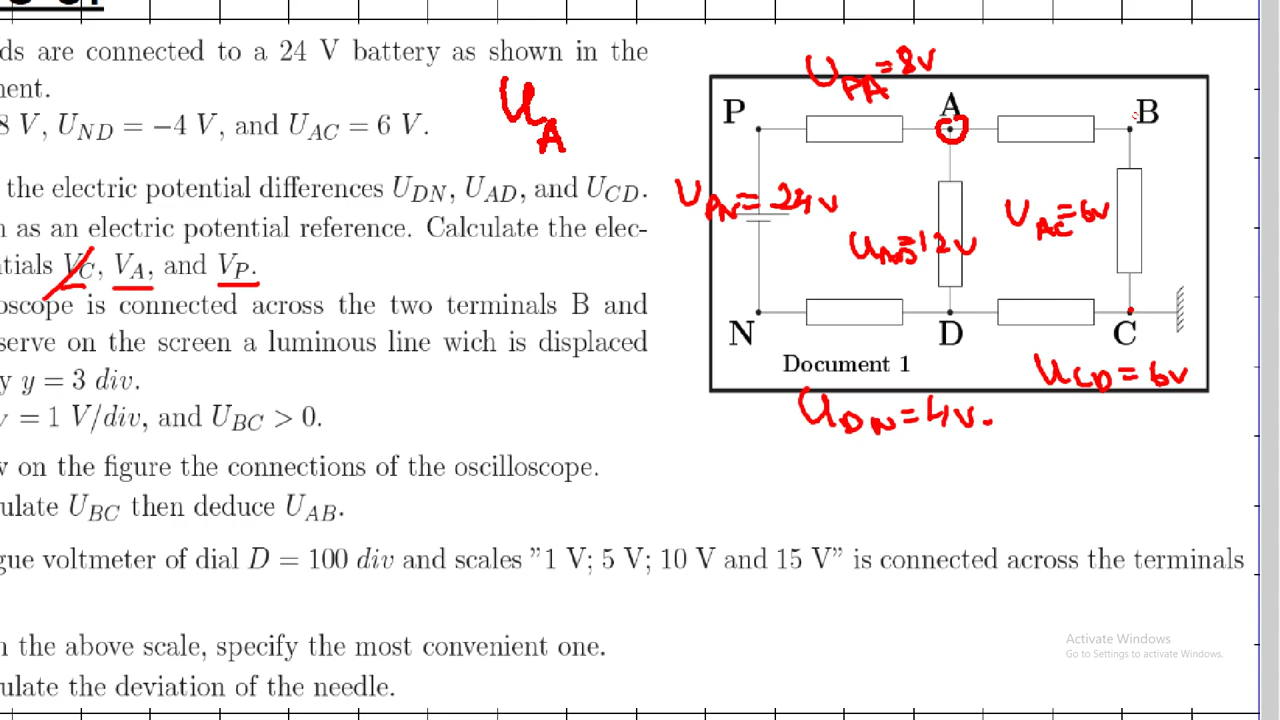 ds are connected to a 24 V battery as shown in the
ment.
8 V, U_ND = −4 V, and U_AC = 6 V.
the electric potential differences U_DN, U_AD, and U_CD.
as an electric potential reference. Calculate the elec-
tials V_C, V_A, and V_P.
oscope is connected across the two terminals B and
serve on the screen a luminous line wich is displaced
y y = 3 div.
= 1 V/div, and U_BC > 0.
on the figure the connections of the oscilloscope.
ulate U_BC then deduce U_AB.
gue voltmeter of dial D = 100 div and scales "1 V; 5 V; 10 V and 15 V" is connected across the terminals
the above scale, specify the most convenient one.
ulate the deviation of the needle.
U_A
U_PA = 8V
P
A
B
U_PN = 24V
U_AD = 12V
U_AC = 6V
N
D
C
Document 1
U_CD = 6V
U_DN = 4V.
Activate Windows
Go to Settings to activate Windows.